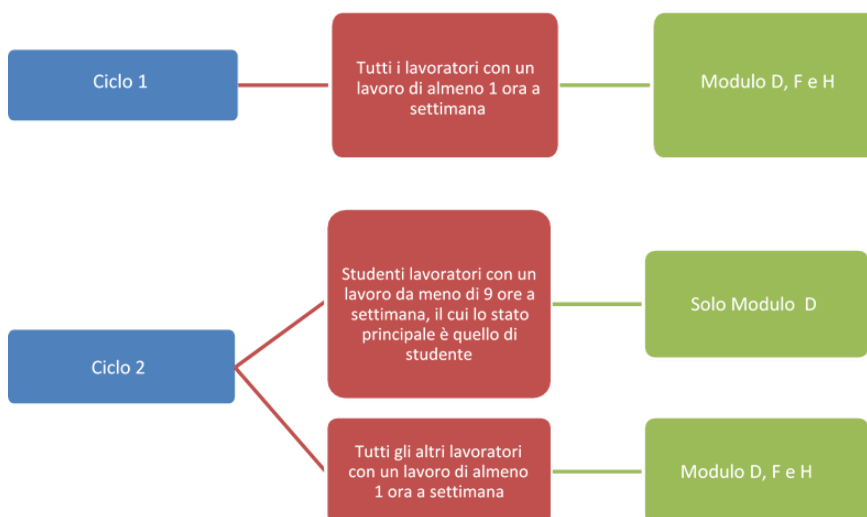 Ciclo 1
Tutti i lavoratori con un
lavoro di almeno 1 ora a
settimana
Modulo D, F e H
Studenti lavoratori con un
lavoro da meno di 9 ore a
settimana, il cui lo stato
principale è quello di
studente
Solo Modulo D
Ciclo 2
Tutti gli altri lavoratori
con un lavoro di almeno
1 ora a settimana
Modulo D, F e H